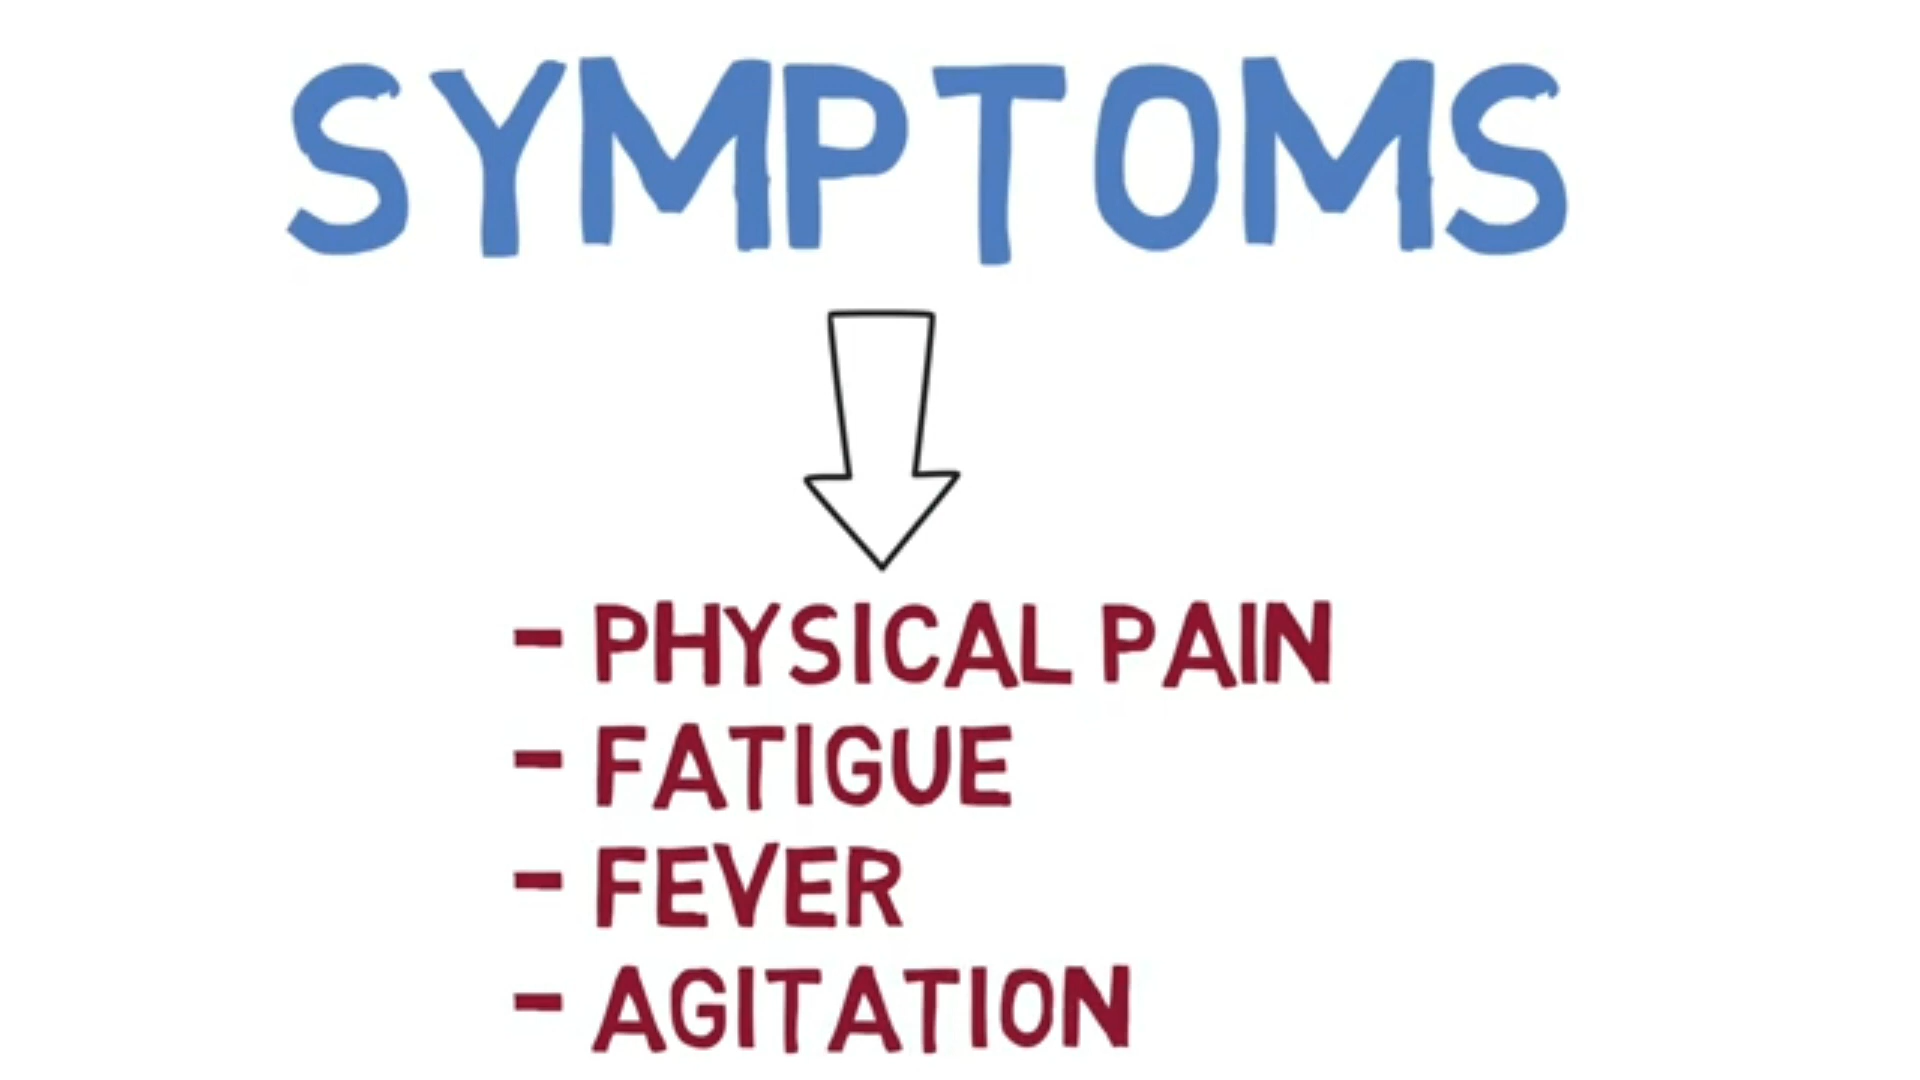 SYMPTOMS
- PHYSICAL PAIN
- FATIGUE
- FEVER
- AGITATION